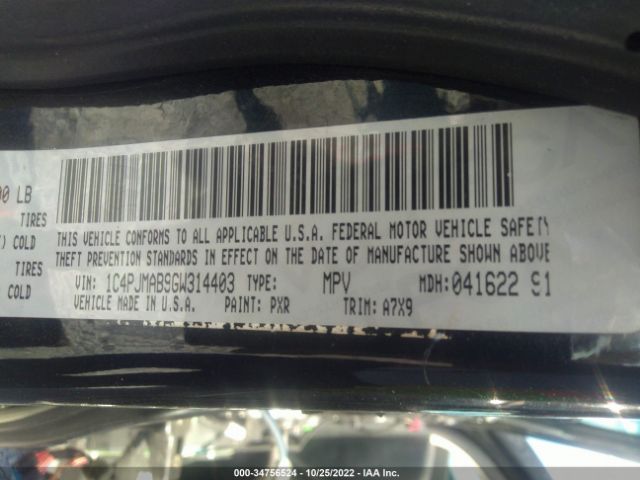 00 LB
TIRES
) COLD
TIRES
COLD
THIS VEHICLE CONFORMS TO ALL APPLICABLE U.S.A. FEDERAL MOTOR VEHICLE SAFETY
THEFT PREVENTION STANDARDS IN EFFECT ON THE DATE OF MANUFACTURE SHOWN ABOVE
VIN: 1C4PJMAB9GW314403 TYPE: MPV MDH:041622 S1
VEHICLE MADE IN U.S.A. PAINT: PXR TRIM: A7X9
000-34756524 - 10/25/2022 - IAA Inc.